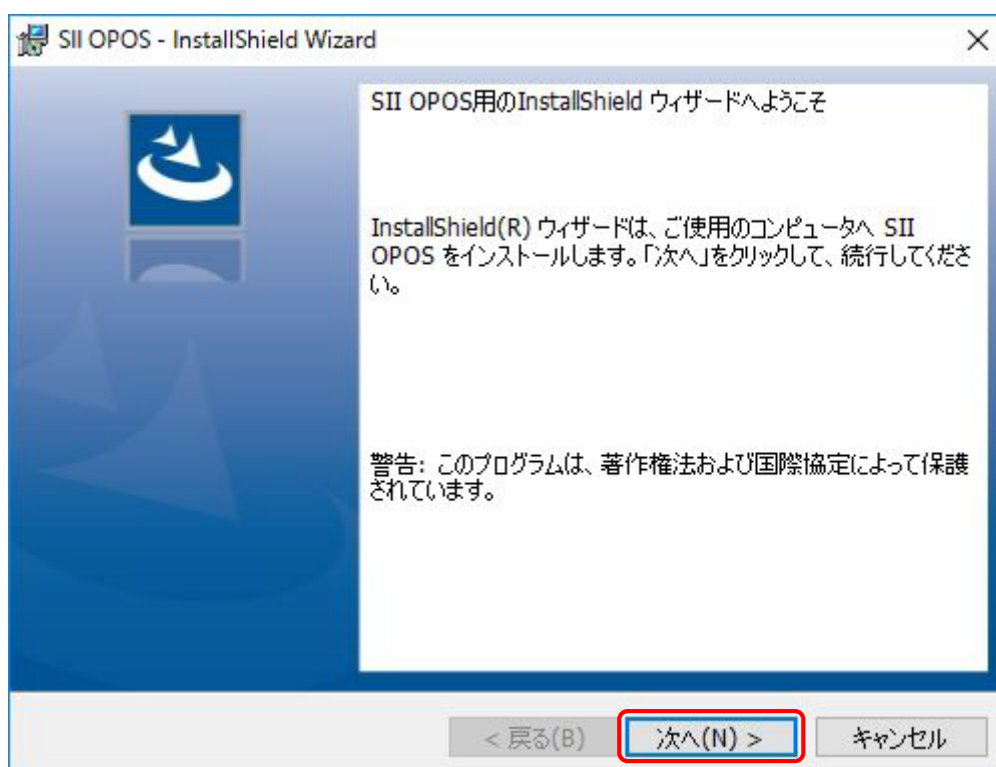 SII OPOS - InstallShield Wizard
SII OPOS用のInstallShield ウィザードへようこそ
InstallShield(R) ウィザードは、ご使用のコンピュータへ SII
OPOS をインストールします。「次へ」をクリックして、続行してくださ
い。
警告: このプログラムは、著作権法および国際協定によって保護
されています。
< 戻る(B)
次へ(N) >
キャンセル